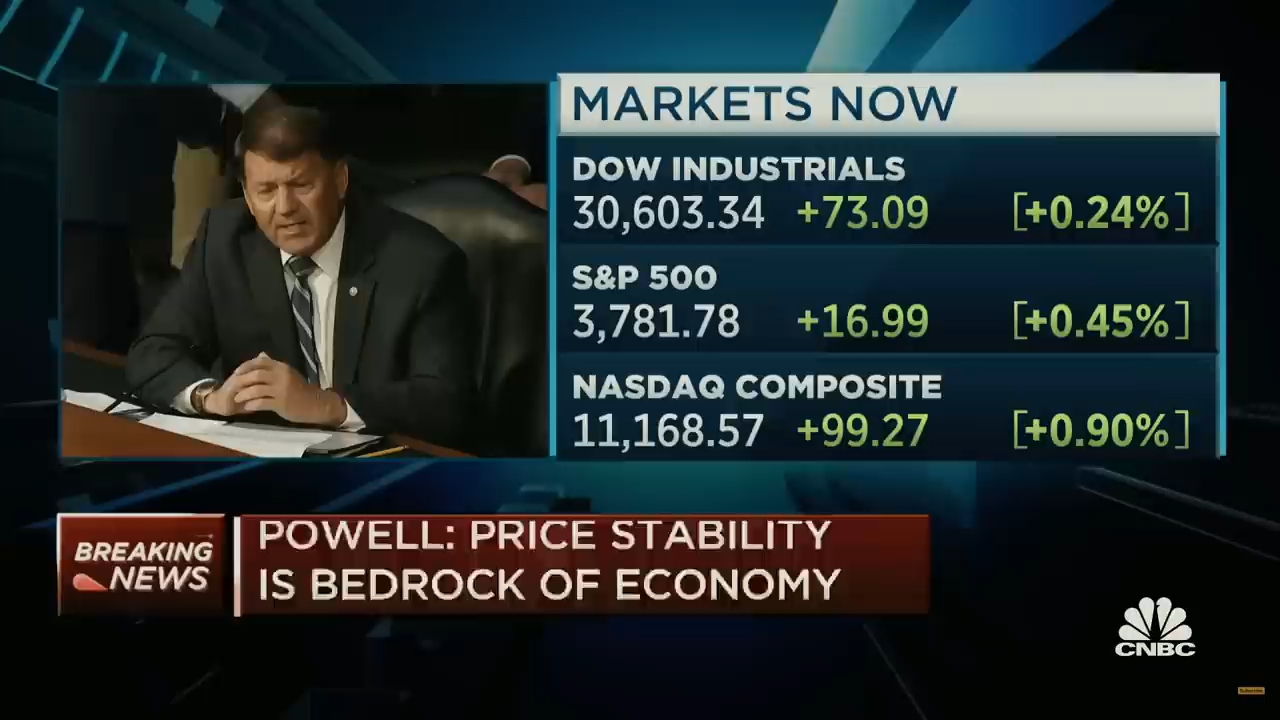 MARKETS NOW
DOW INDUSTRIALS
30,603.34 +73.09 [+0.24%]
S&P 500
3,781.78 +16.99 [+0.45%]
NASDAQ COMPOSITE
11,168.57 +99.27 [+0.90%]
BREAKING
NEWS
POWELL: PRICE STABILITY
IS BEDROCK OF ECONOMY
CNBC
Subscribe